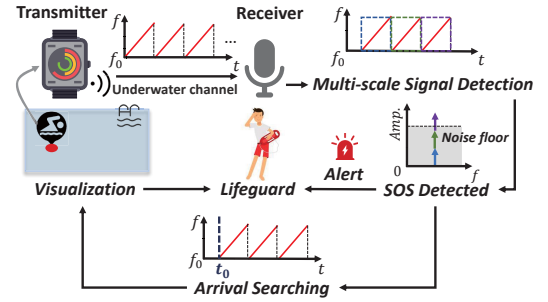 Transmitter
Receiver
f
f₀
t
...
Underwater channel
f
f₀
t
Multi-scale Signal Detection
Amp.
Noise floor
0
f
Alert
Visualization
Lifeguard
SOS Detected
f
f₀
t₀
t
Arrival Searching